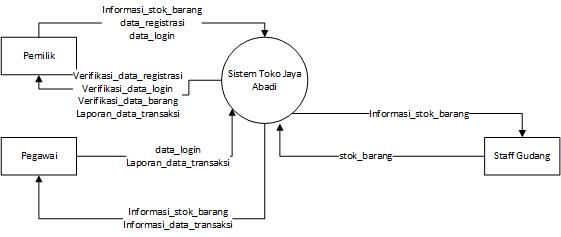 Informasi_stok_barang
data_registrasi
data_login
Pemilik
Verifikasi_data_registrasi
Verifikasi_data_login
Verifikasi_data_barang
Laporan_data_transaksi
Sistem Toko Jaya
Abadi
Informasi_stok_barang
Pegawai
data_login
Laporan_data_transaksi
stok_barang
Staff Gudang
Informasi_stok_barang
Informasi_data_transaksi